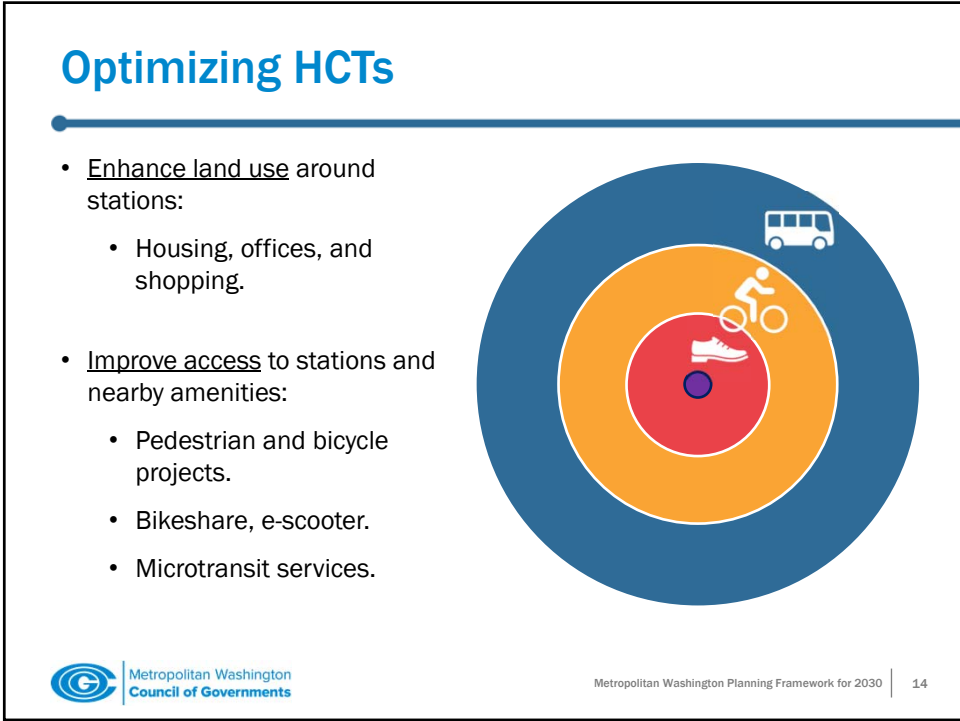 Optimizing HCTs
• Enhance land use around
stations:
• Housing, offices, and
shopping.
• Improve access to stations and
nearby amenities:
• Pedestrian and bicycle
projects.
• Bikeshare, e-scooter.
• Microtransit services.
Metropolitan Washington
Council of Governments
Metropolitan Washington Planning Framework for 2030
14